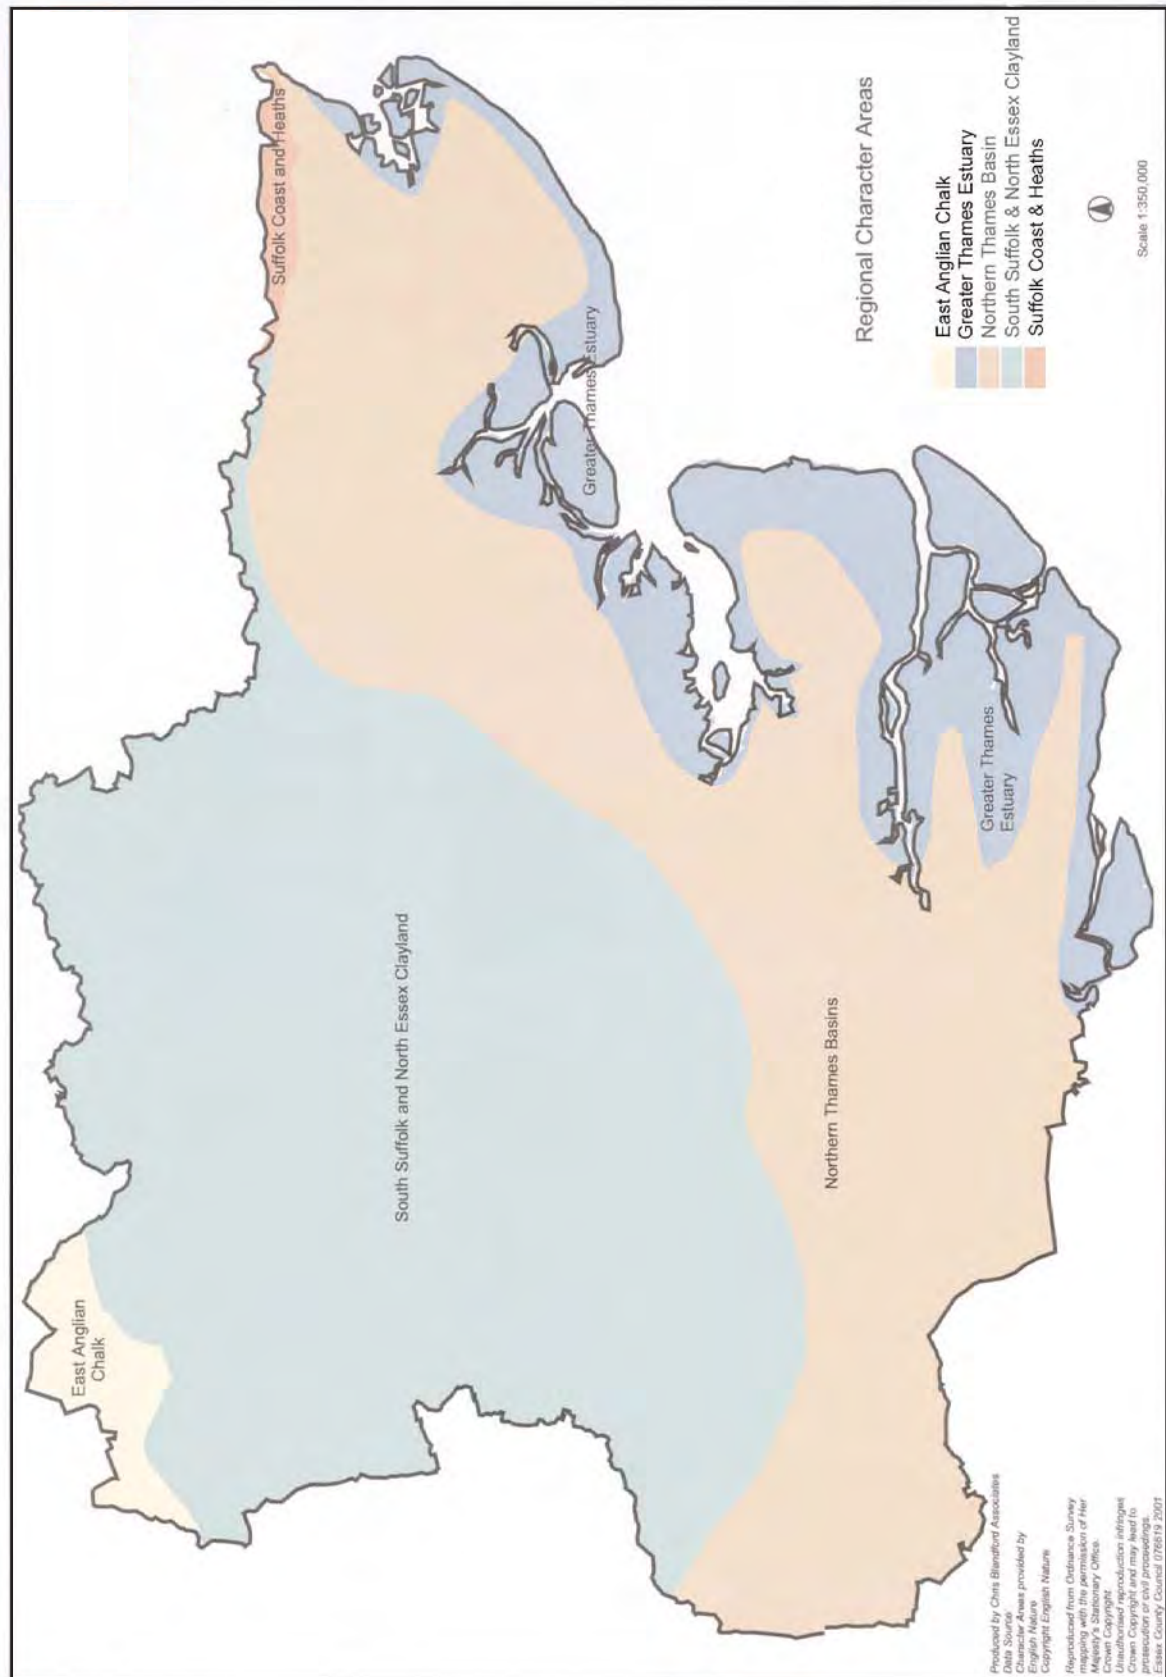 East Anglian
Chalk
South Suffolk and North Essex Clayland
Suffolk Coast and Heaths
Greater Thames Estuary
Northern Thames Basins
Greater Thames
Estuary
Regional Character Areas
East Anglian Chalk
Greater Thames Estuary
Northern Thames Basin
South Suffolk & North Essex Clayland
Suffolk Coast & Heaths
Scale 1:350,000
Produced by Chris Blandford Associates
Data Source:
Character Areas provided by
English Nature
Copyright English Nature
Reproduced from Ordnance Survey
mapping with the permission of Her
Majesty's Stationary Office.
Crown Copyright.
Unauthorised reproduction infringes
Crown Copyright and may lead to
prosecution or civil proceedings.
Essex County Council 076619 2001